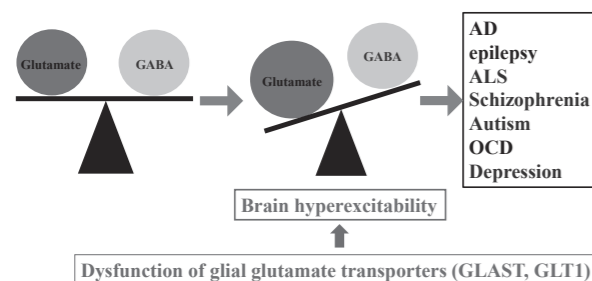 Glutamate
GABA
Glutamate
GABA
AD
epilepsy
ALS
Schizophrenia
Autism
OCD
Depression
Brain hyperexcitability
Dysfunction of glial glutamate transporters (GLAST, GLT1)